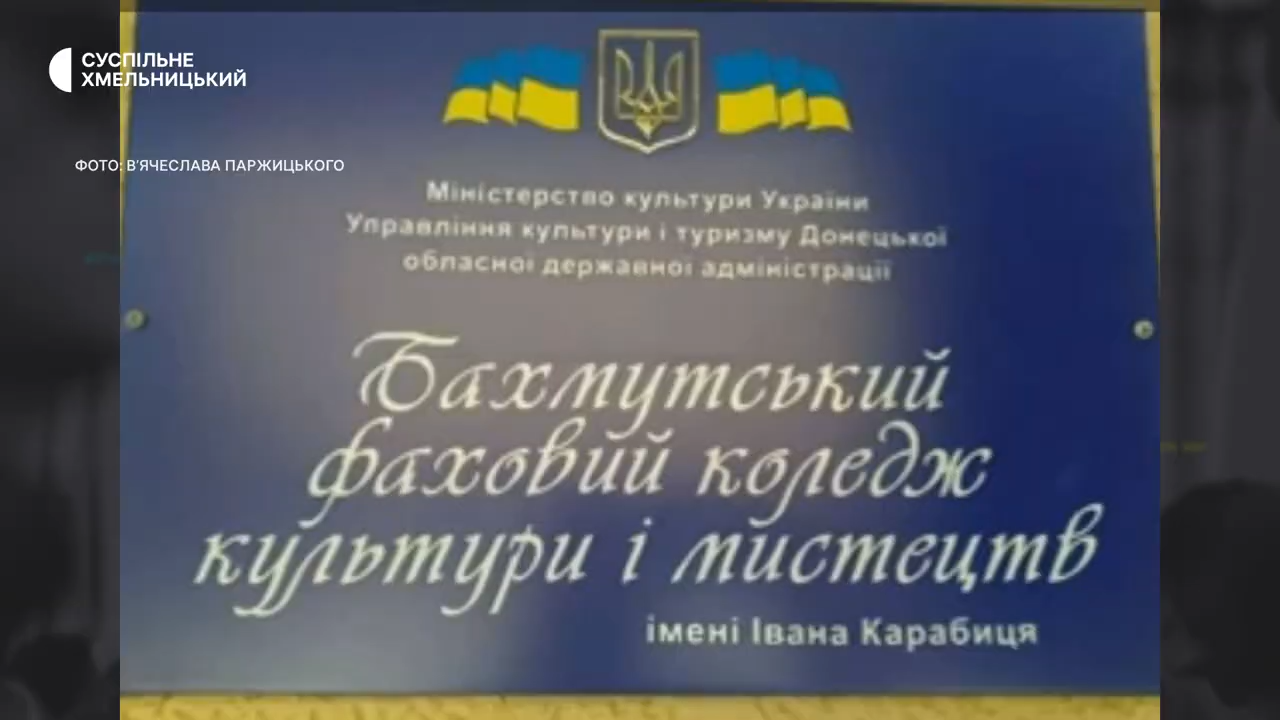 СУСПІЛЬНЕ
ХМЕЛЬНИЦЬКИЙ
ФОТО: В'ЯЧЕСЛАВА ПАРЖИЦЬКОГО
Міністерство культури України
Управління культури і туризму Донецької
обласної державної адміністрації
Бахмутський
фаховий коледж
культури і мистецтв
імені Івана Карабиця